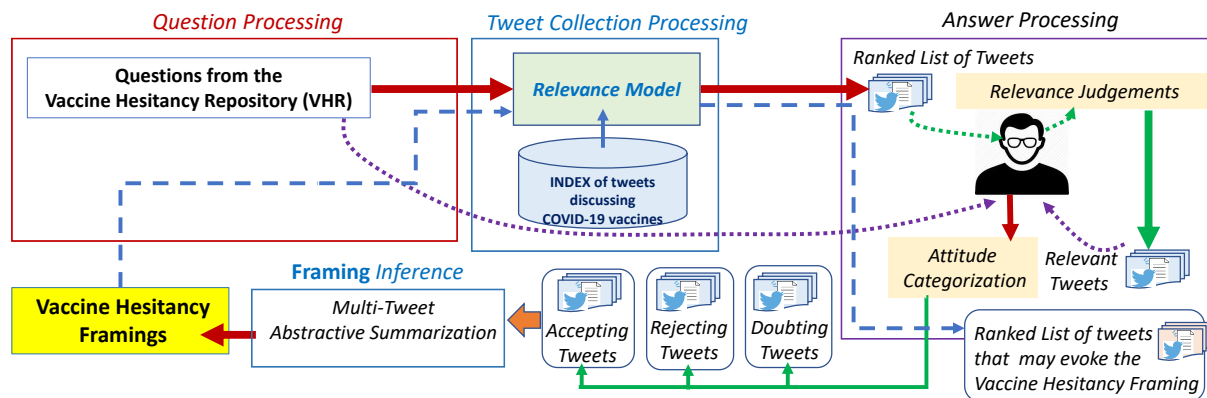 Question Processing
Tweet Collection Processing
Answer Processing
Questions from the
Vaccine Hesitancy Repository (VHR)
Relevance Model
INDEX of tweets
discussing
COVID-19 vaccines
Ranked List of Tweets
Relevance Judgements
Attitude
Categorization
Relevant
Tweets
Framing Inference
Vaccine Hesitancy
Framings
Multi-Tweet
Abstractive Summarization
Accepting
Tweets
Rejecting
Tweets
Doubting
Tweets
Ranked List of tweets
that may evoke the
Vaccine Hesitancy Framing